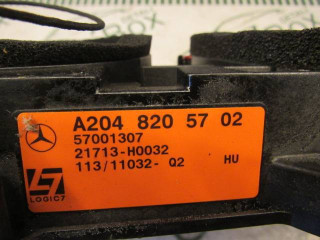 A204 820 57 02
57001307
21713-H0032
113/11032- Q2 HU
LOGIC7